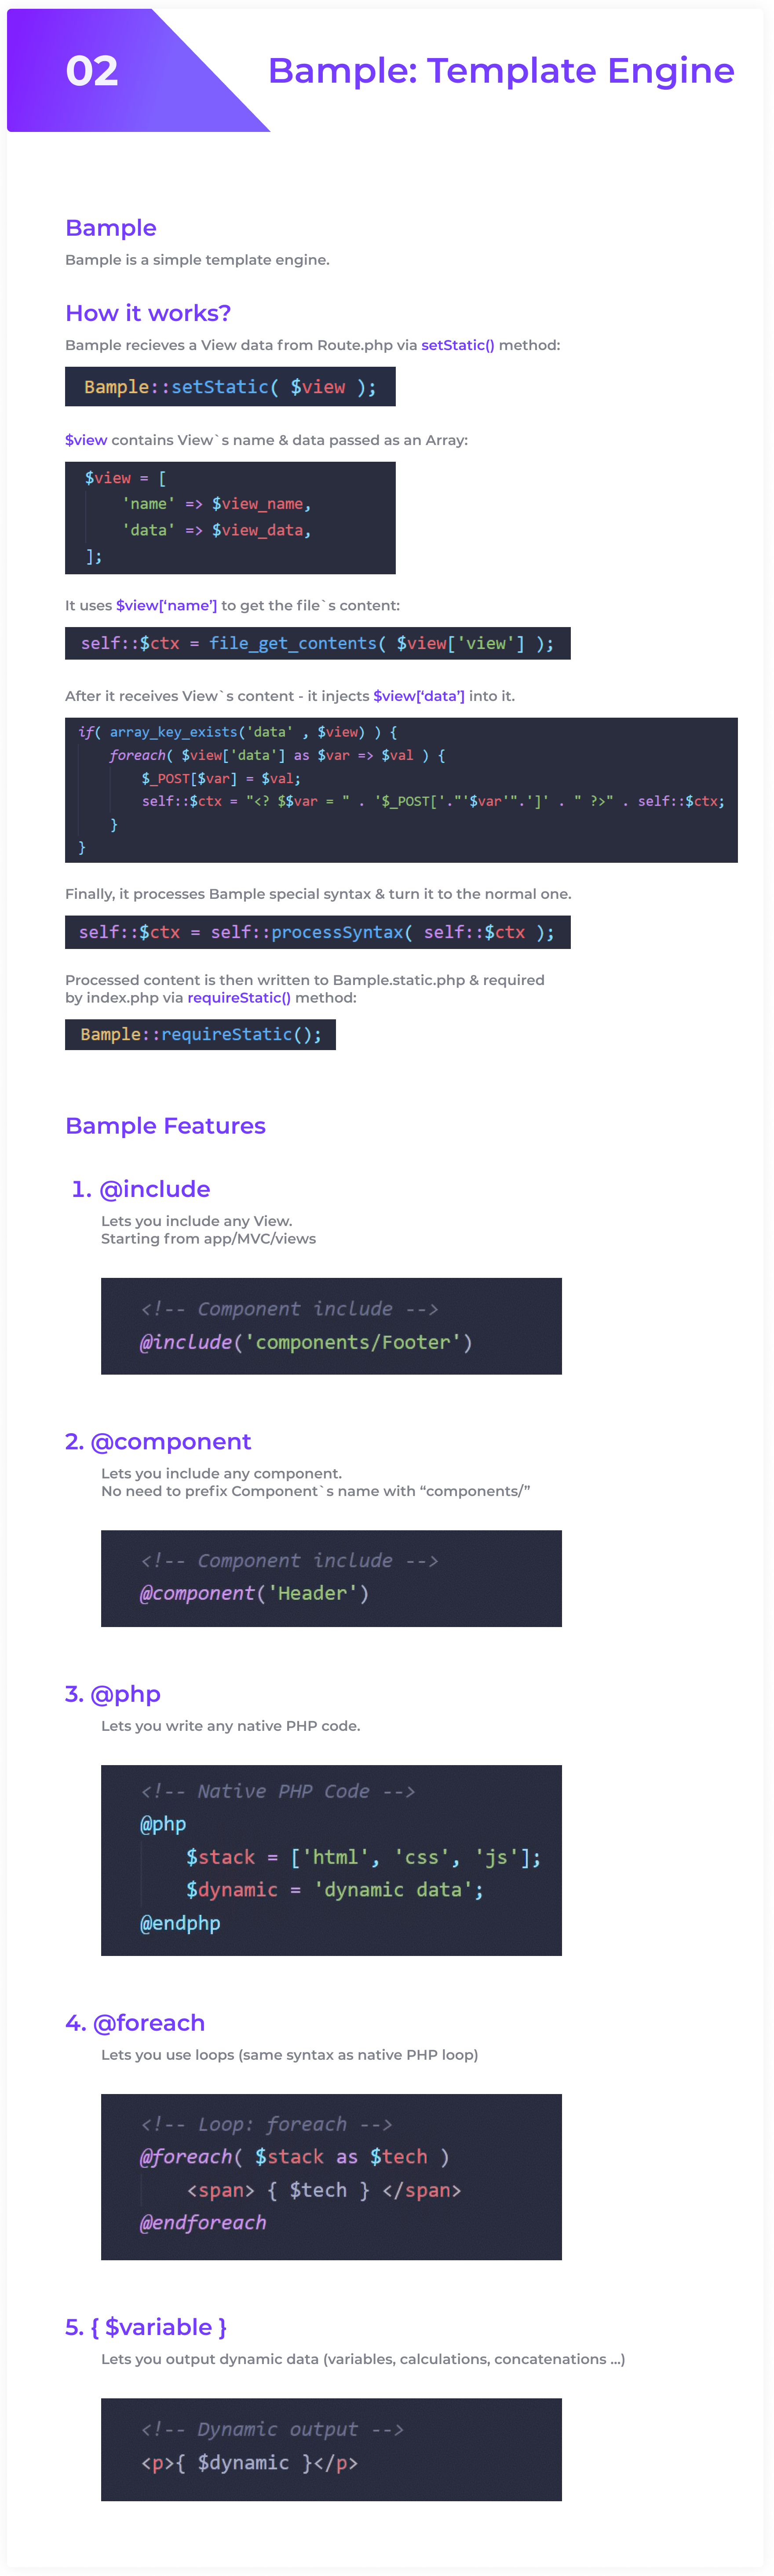 02
Bample: Template Engine
Bample
Bample is a simple template engine.
How it works?
Bample recieves a View data from Route.php via setStatic() method:
Bample::setStatic( $view );
$view contains View`s name & data passed as an Array:
$view = [
'name' => $view_name,
'data' => $view_data,
];
It uses $view[‘name’] to get the file`s content:
self::$ctx = file_get_contents( $view['view'] );
After it receives View`s content - it injects $view[‘data’] into it.
if( array_key_exists('data' , $view) ) {
foreach( $view['data'] as $var => $val ) {
$_POST[$var] = $val;
self::$ctx = "<? $$var = " . '$_POST['."'$var'".']' . " ?>" . self::$ctx;
}
}
Finally, it processes Bample special syntax & turn it to the normal one.
self::$ctx = self::processSyntax( self::$ctx );
Processed content is then written to Bample.static.php & required
by index.php via requireStatic() method:
Bample::requireStatic();
Bample Features
1. @include
Lets you include any View.
Starting from app/MVC/views
<!-- Component include -->
@include('components/Footer')
2. @component
Lets you include any component.
No need to prefix Component`s name with “components/”
<!-- Component include -->
@component('Header')
3. @php
Lets you write any native PHP code.
<!-- Native PHP Code -->
@php
$stack = ['html', 'css', 'js'];
$dynamic = 'dynamic data';
@endphp
4. @foreach
Lets you use loops (same syntax as native PHP loop)
<!-- Loop: foreach -->
@foreach( $stack as $tech )
<span> { $tech } </span>
@endforeach
5. { $variable }
Lets you output dynamic data (variables, calculations, concatenations ...)
<!-- Dynamic output -->
<p>{ $dynamic }</p>